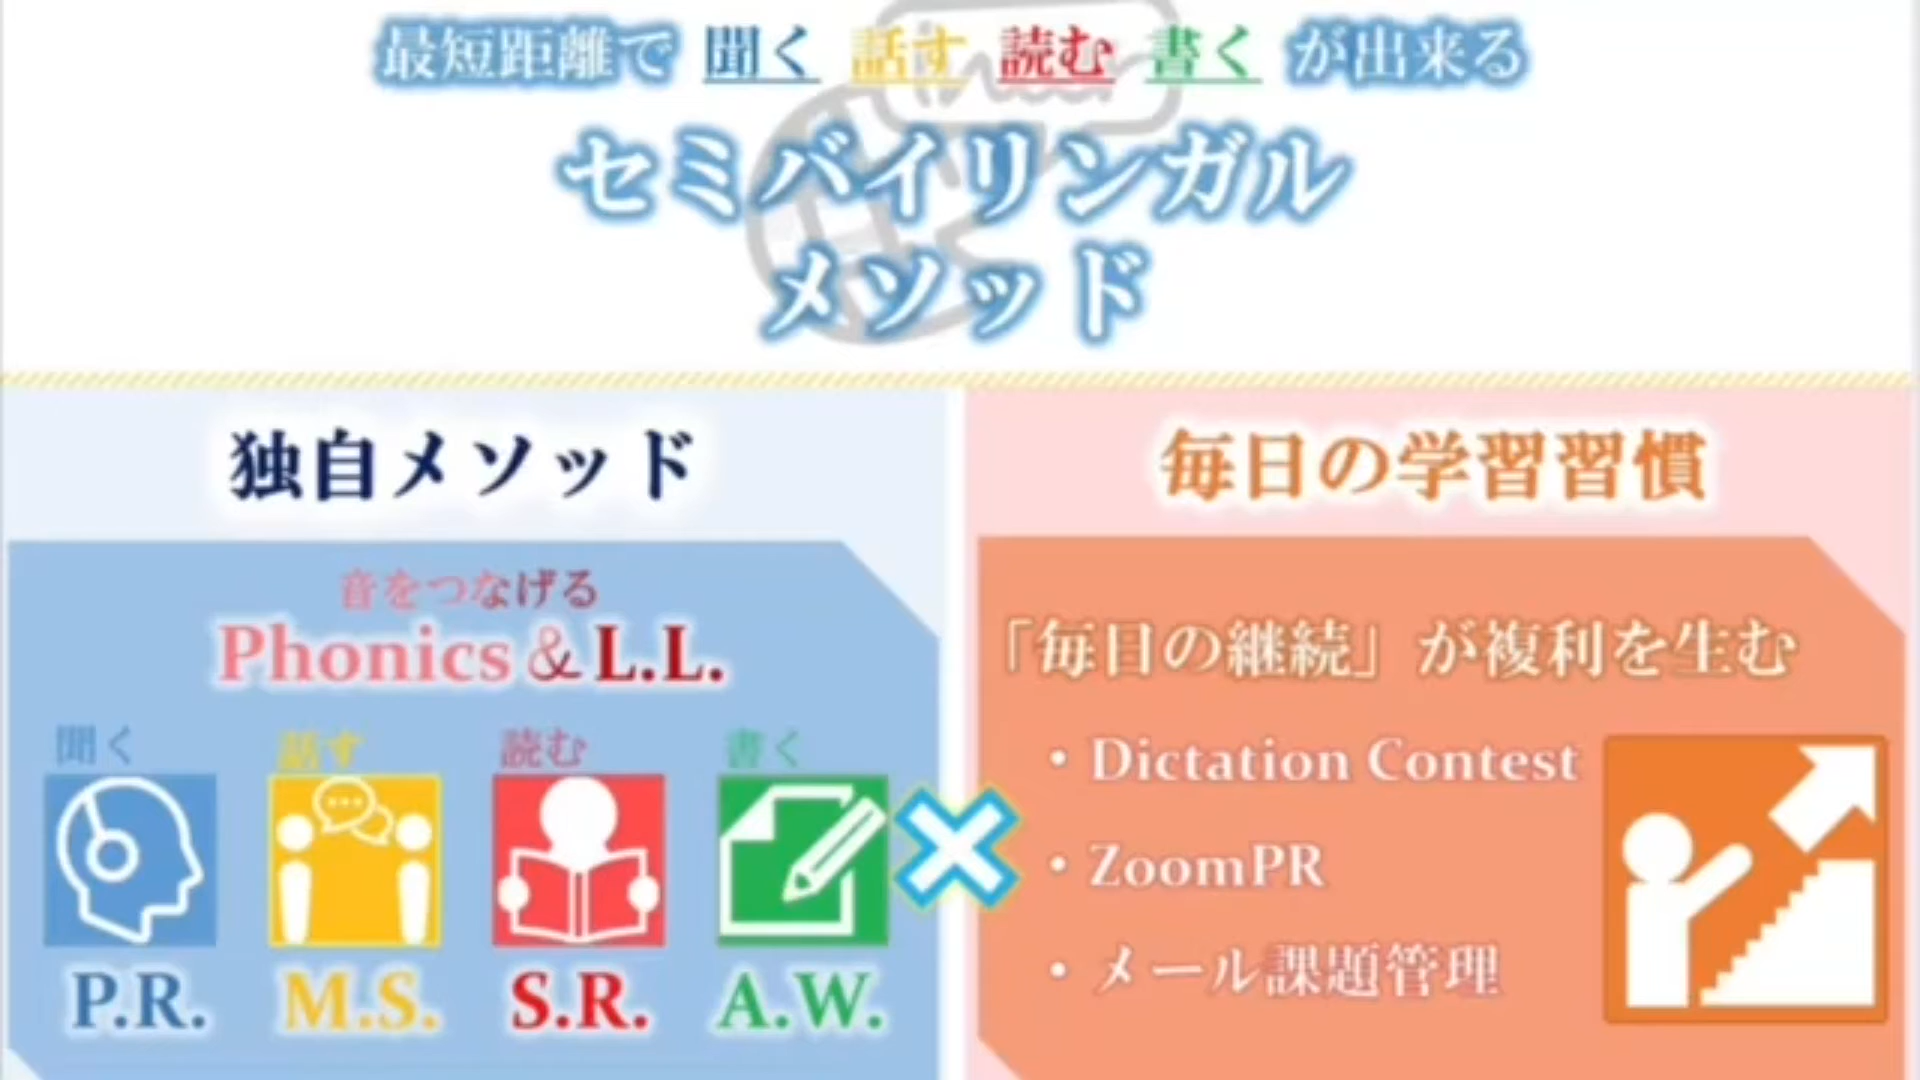 最短距離で 聞く 話す 読む 書く が出来る
セミバイリンガル
メソッド
独自メソッド
音をつなげる
Phonics & L.L.
聞く 話す 読む 書く
P.R. M.S. S.R. A.W.
毎日の学習習慣
「毎日の継続」が複利を生む
・Dictation Contest
・ZoomPR
・メール課題管理